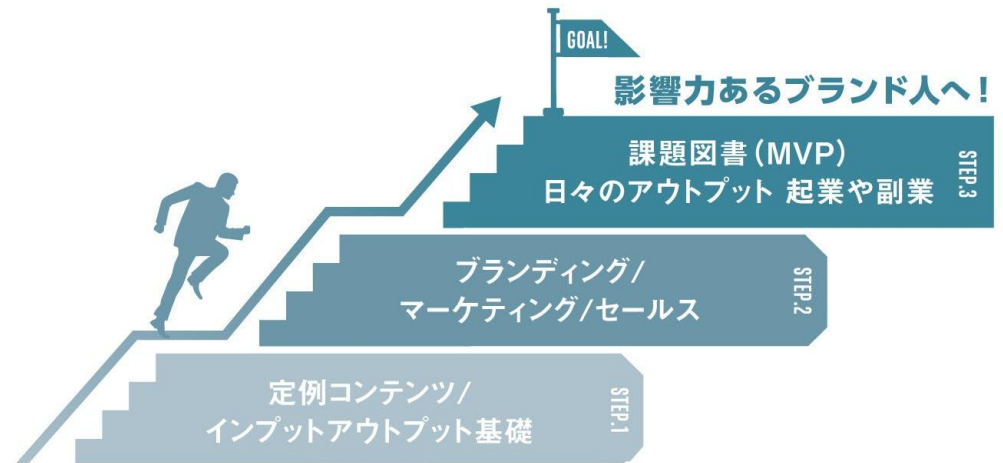 GOAL!
影響力あるブランド人へ!
課題図書(MVP)
日々のアウトプット 起業や副業
STEP.3
ブランディング/
マーケティング/セールス
STEP.2
定例コンテンツ/
インプットアウトプット基礎
STEP.1